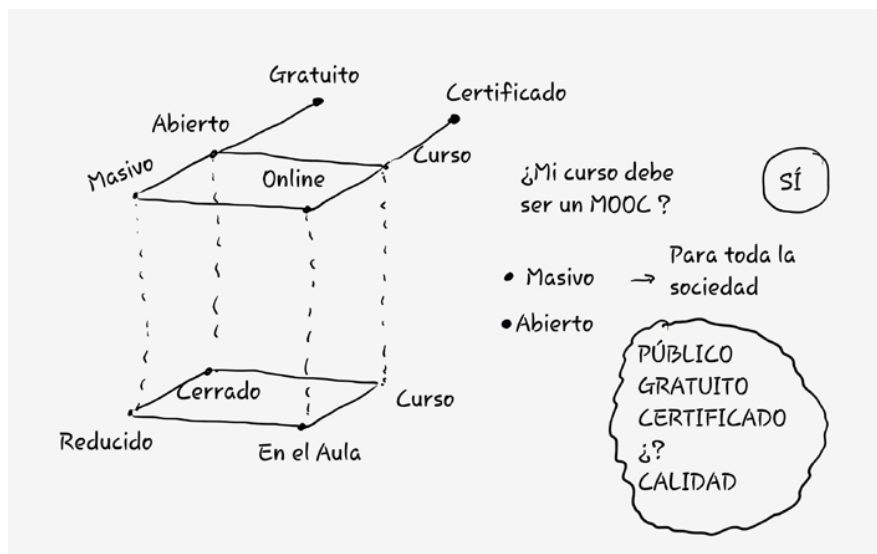 Gratuito
Certificado
Abierto
Masivo
Online
Curso
Cerrado
Curso
Reducido
En el Aula
¿Mi curso debe
ser un MOOC ?
SÍ
• Masivo → Para toda la
sociedad
• Abierto
PÚBLICO
GRATUITO
CERTIFICADO
¿?
CALIDAD